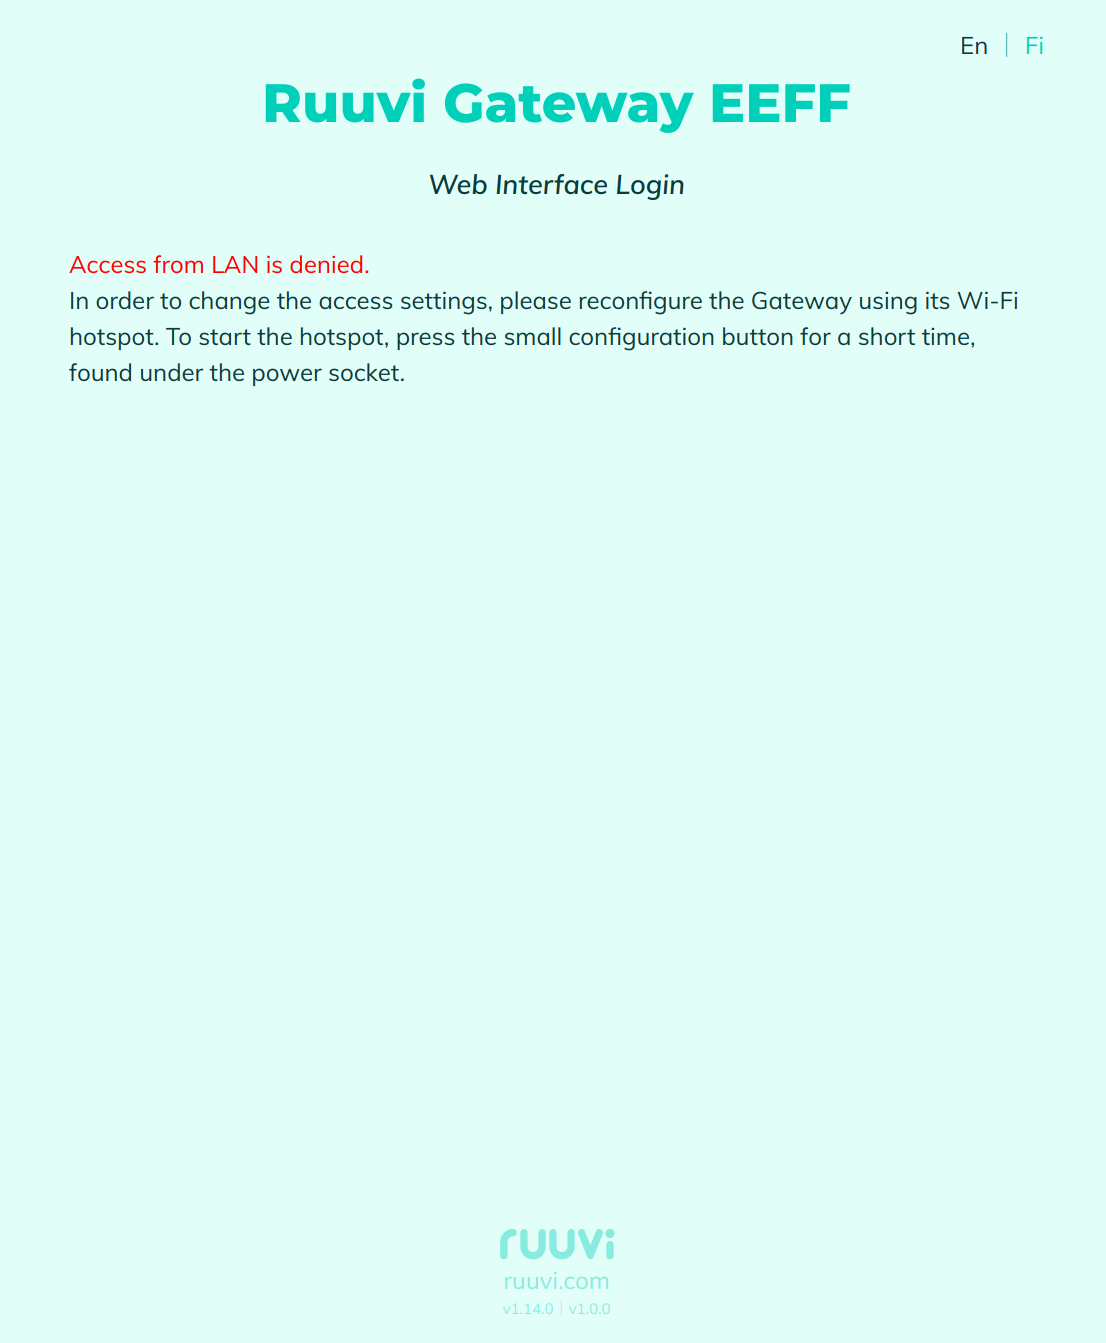 En | Fi
Ruuvi Gateway EEFF
Web Interface Login
Access from LAN is denied.
In order to change the access settings, please reconfigure the Gateway using its Wi-Fi
hotspot. To start the hotspot, press the small configuration button for a short time,
found under the power socket.
ruuvi
ruuvi.com
v1.14.0 | v1.0.0